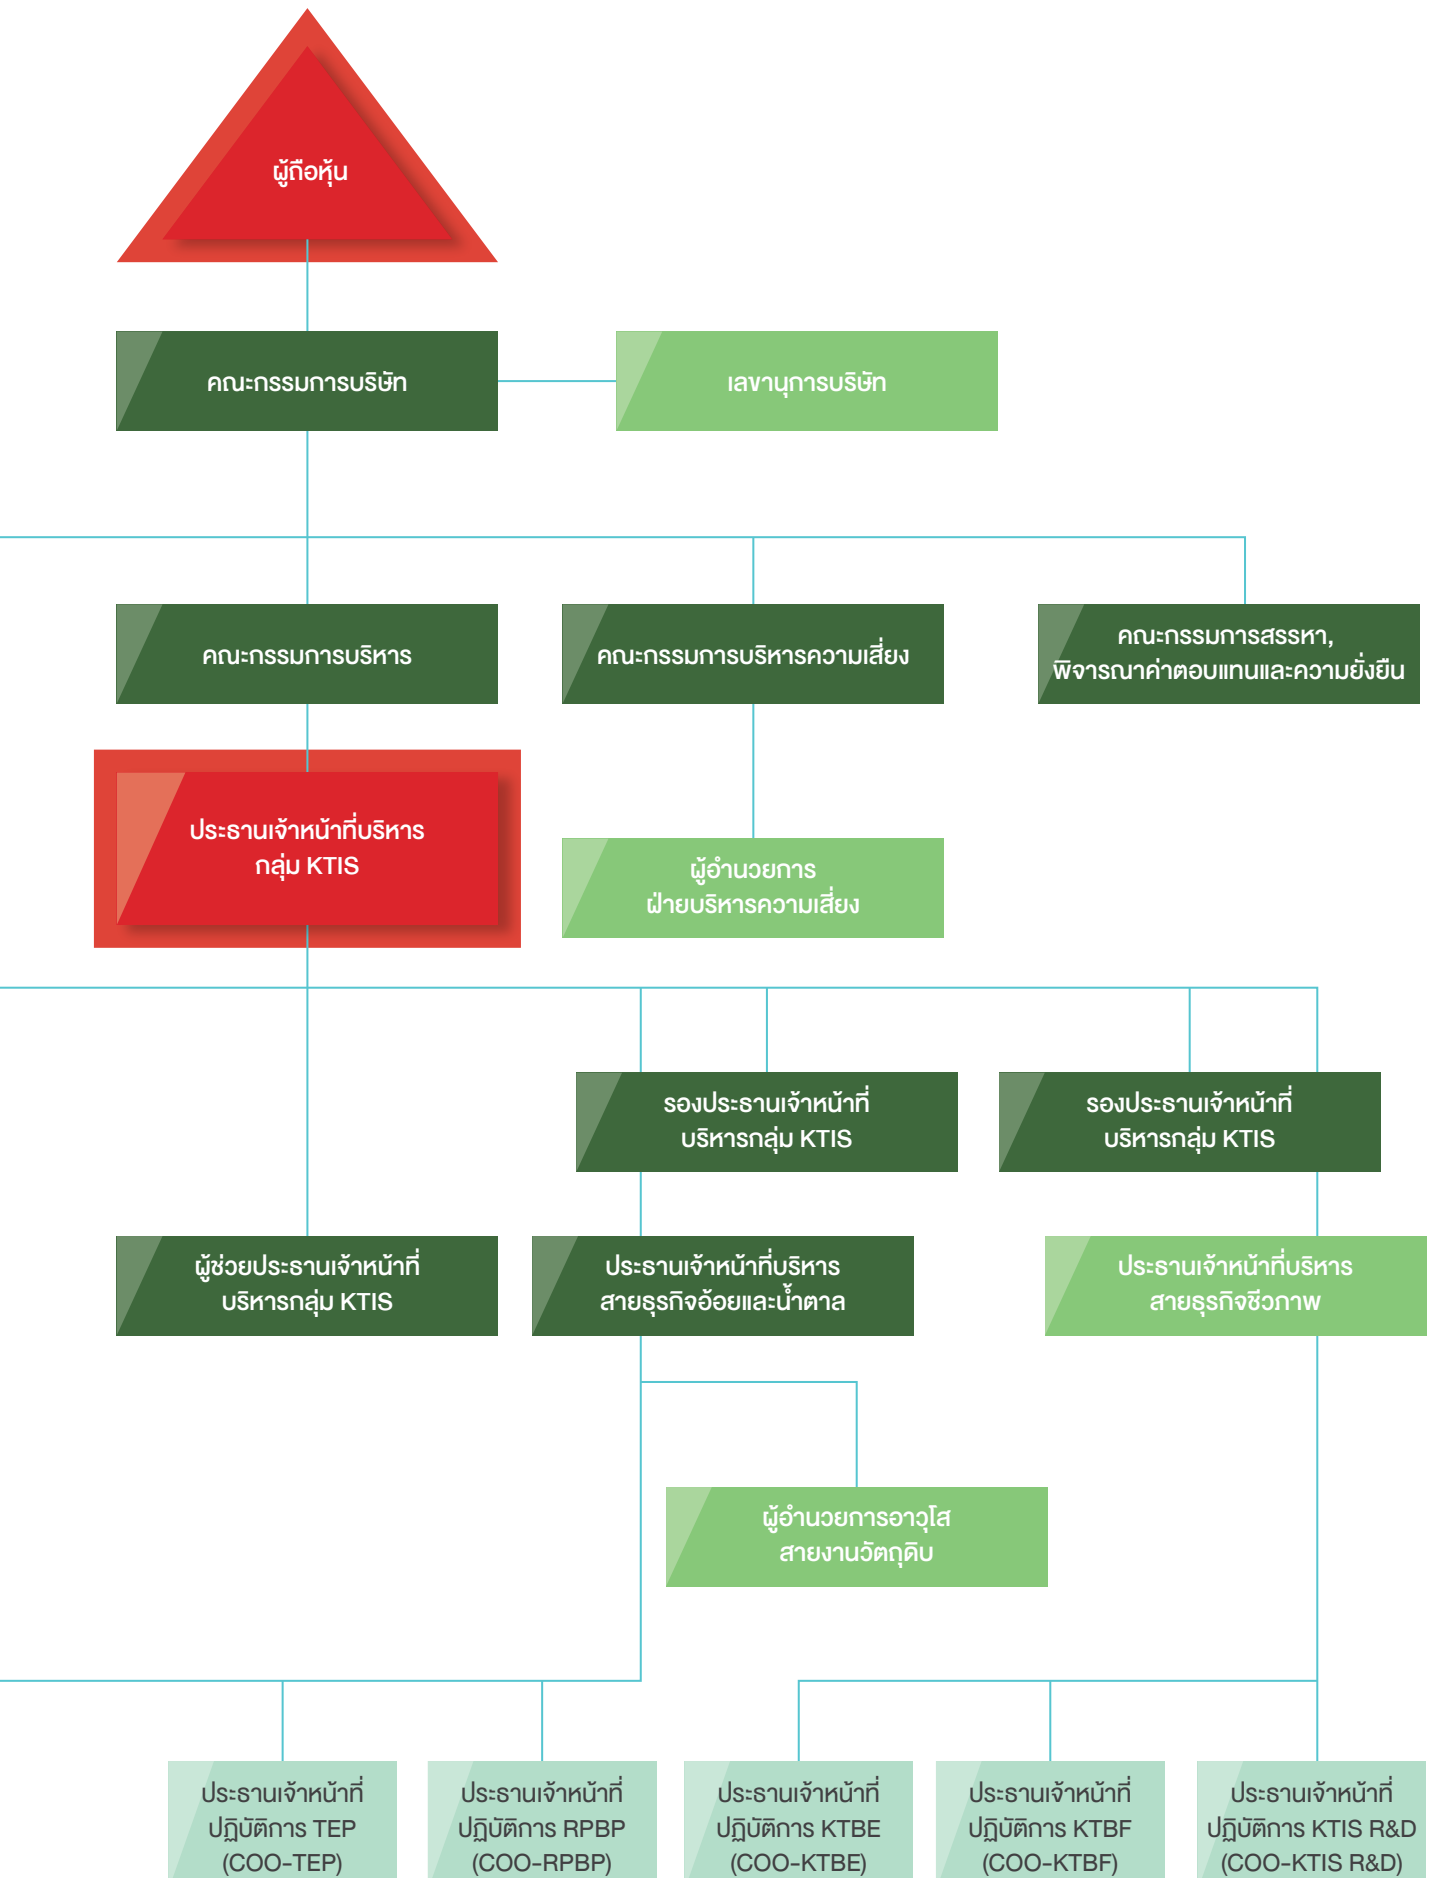 ผู้ถือหุ้น
คณะกรรมการบริษัท
เลขานุการบริษัท
คณะกรรมการบริหาร
คณะกรรมการบริหารความเสี่ยง
คณะกรรมการสรรหา,
พิจารณาค่าตอบแทนและความยั่งยืน
ประธานเจ้าหน้าที่บริหาร
กลุ่ม KTIS
ผู้อำนวยการ
ฝ่ายบริหารความเสี่ยง
รองประธานเจ้าหน้าที่
บริหารกลุ่ม KTIS
รองประธานเจ้าหน้าที่
บริหารกลุ่ม KTIS
ผู้ช่วยประธานเจ้าหน้าที่
บริหารกลุ่ม KTIS
ประธานเจ้าหน้าที่บริหาร
สายธุรกิจอ้อยและน้ำตาล
ประธานเจ้าหน้าที่บริหาร
สายธุรกิจชีวภาพ
ผู้อำนวยการอาวุโส
สายงานวัตถุดิบ
ประธานเจ้าหน้าที่
ปฏิบัติการ TEP
(COO-TEP)
ประธานเจ้าหน้าที่
ปฏิบัติการ RPBP
(COO-RPBP)
ประธานเจ้าหน้าที่
ปฏิบัติการ KTBE
(COO-KTBE)
ประธานเจ้าหน้าที่
ปฏิบัติการ KTBF
(COO-KTBF)
ประธานเจ้าหน้าที่
ปฏิบัติการ KTIS R&D
(COO-KTIS R&D)